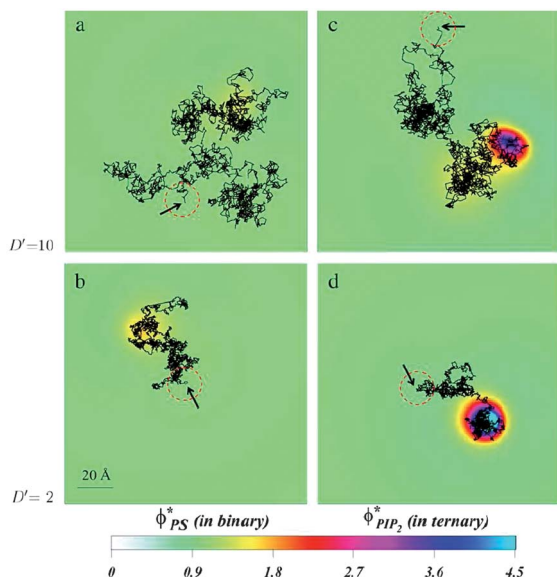 a
c
D′=10
b
d
20 Å
D′= 2
ϕ*PS (in binary)
ϕ*PIP2 (in ternary)
0 0.9 1.8 2.7 3.6 4.5